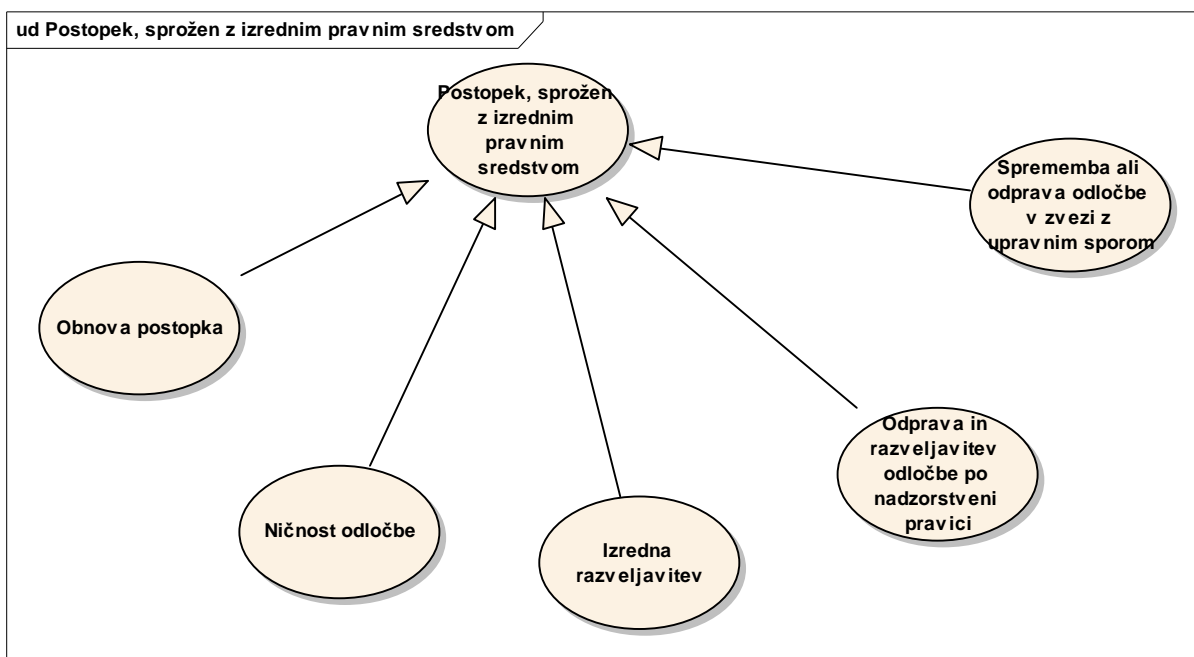 ud Postopek, sprožen z izrednim pravnim sredstvom
Postopek, sprožen
z izrednim
pravnim
sredstvom
Sprememba ali
odprava odločbe
v zvezi z
upravnim sporom
Obnova postopka
Odprava in
razveljavitev
odločbe po
nadzorstveni
pravici
Ničnost odločbe
Izredna
razveljavitev